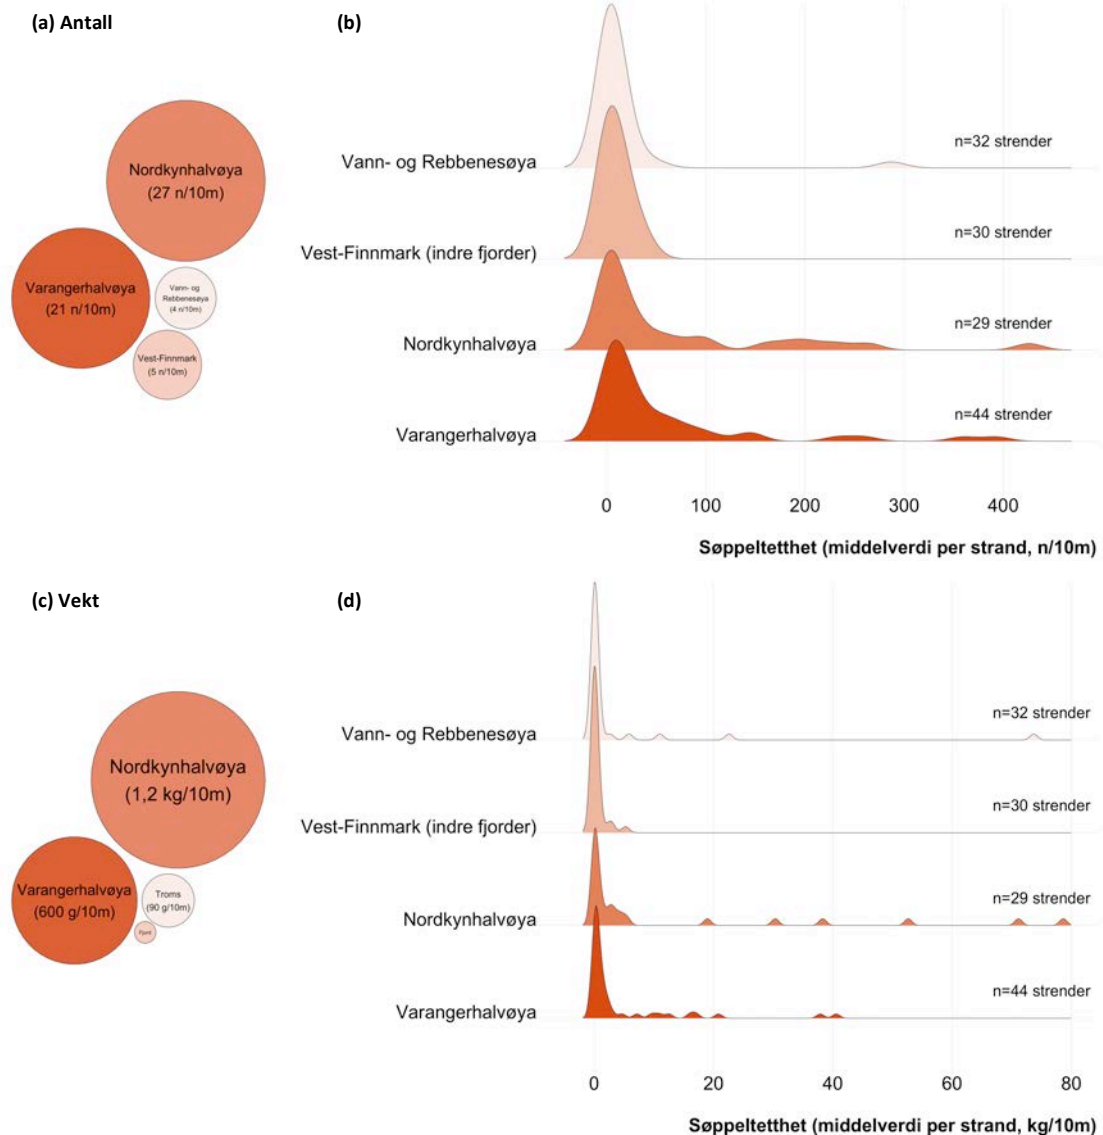 (a) Antall
(b)
Nordkynhalvøya
(27 n/10m)
Varangerhalvøya
(21 n/10m)
Vann- og
Rebbenesøya
(4 n/10m)
Vest-Finnmark
(5 n/10m)
Vann- og Rebbenesøya
n=32 strender
Vest-Finnmark (indre fjorder)
n=30 strender
Nordkynhalvøya
n=29 strender
Varangerhalvøya
n=44 strender
0 100 200 300 400
Søppeltetthet (middelverdi per strand, n/10m)
(c) Vekt
(d)
Nordkynhalvøya
(1,2 kg/10m)
Varangerhalvøya
(600 g/10m)
Troms
(90 g/10m)
Fjord
Vann- og Rebbenesøya
n=32 strender
Vest-Finnmark (indre fjorder)
n=30 strender
Nordkynhalvøya
n=29 strender
Varangerhalvøya
n=44 strender
0 20 40 60 80
Søppeltetthet (middelverdi per strand, kg/10m)